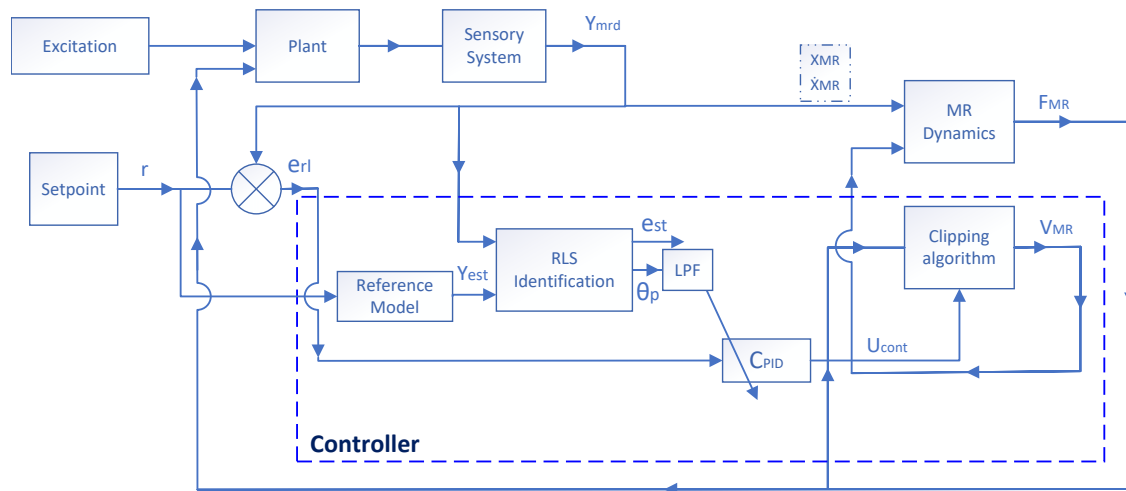 Excitation
Plant
Sensory
System
Ymrd
XMR
ẊMR
MR
Dynamics
FMR
Setpoint
r
erl
Reference
Model
Yest
RLS
Identification
est
θp
LPF
CPID
Ucont
Clipping
algorithm
VMR
Controller